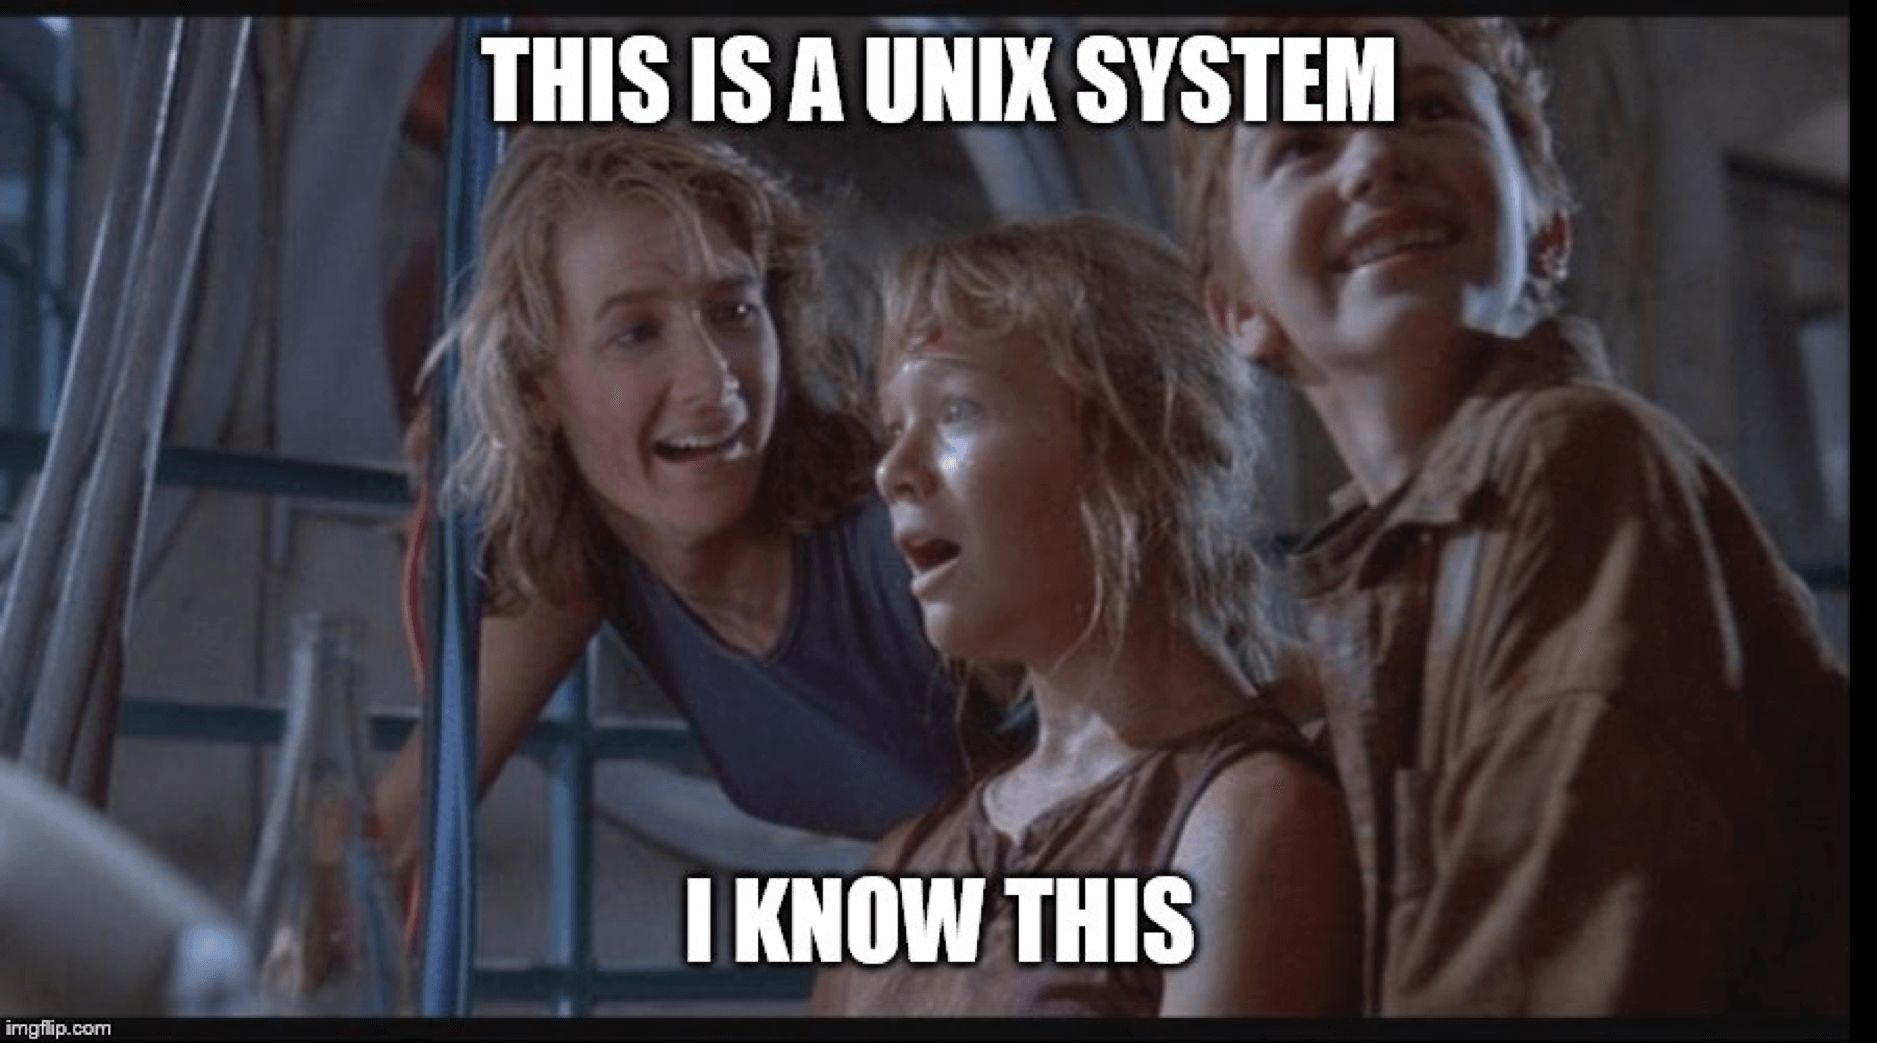 THIS IS A UNIX SYSTEM
I KNOW THIS
imgflip.com